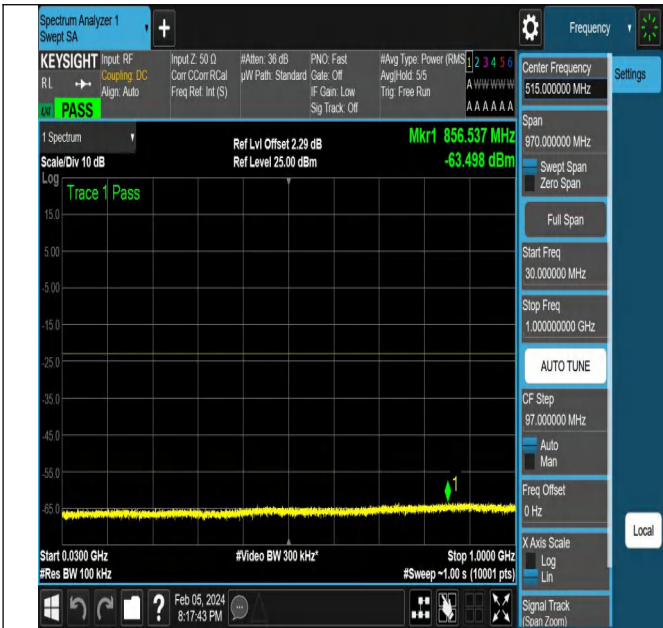 Spectrum Analyzer 1
Swept SA
+
Frequency
KEYSIGHT
RL
PASS
Input: RF
Coupling: DC
Align: Auto
Input Z: 50 Ω
Corr CCorr RCal
Freq Ref: Int (S)
#Atten: 36 dB
µW Path: Standard
PNO: Fast
Gate: Off
IF Gain: Low
Sig Track: Off
#Avg Type: Power (RMS
Avg|Hold: 5/5
Trig: Free Run
1 2 3 4 5 6
A W W W W W
A A A A A A
1 Spectrum
Scale/Div 10 dB
Log
Ref Lvl Offset 2.29 dB
Ref Level 25.00 dBm
Mkr1 856.537 MHz
-63.498 dBm
Trace 1 Pass
15.0
5.00
-5.00
-15.0
-25.0
-35.0
-45.0
-55.0
-65.0
1
Start 0.0300 GHz
#Res BW 100 kHz
#Video BW 300 kHz*
Stop 1.0000 GHz
#Sweep ~1.00 s (10001 pts)
Feb 05, 2024
8:17:43 PM
?
Center Frequency
515.000000 MHz
Settings
Span
970.000000 MHz
Swept Span
Zero Span
Full Span
Start Freq
30.000000 MHz
Stop Freq
1.000000000 GHz
AUTO TUNE
CF Step
97.000000 MHz
Auto
Man
Freq Offset
0 Hz
Local
X Axis Scale
Log
Lin
Signal Track
(Span Zoom)